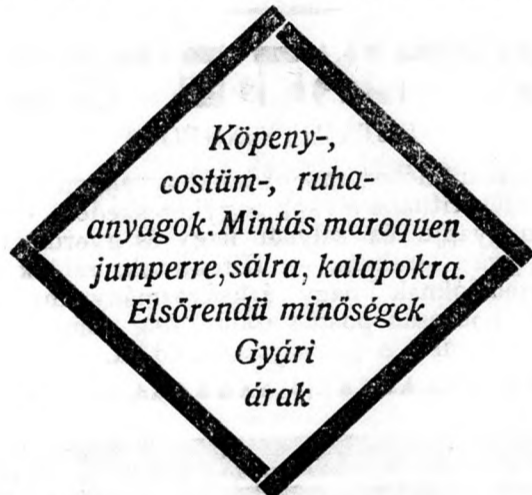 Köpeny-,
costüm-, ruha-
anyagok. Mintás maroquen
jumperre, sálra, kalapokra.
Elsőrendű minőségek
Gyári
árak